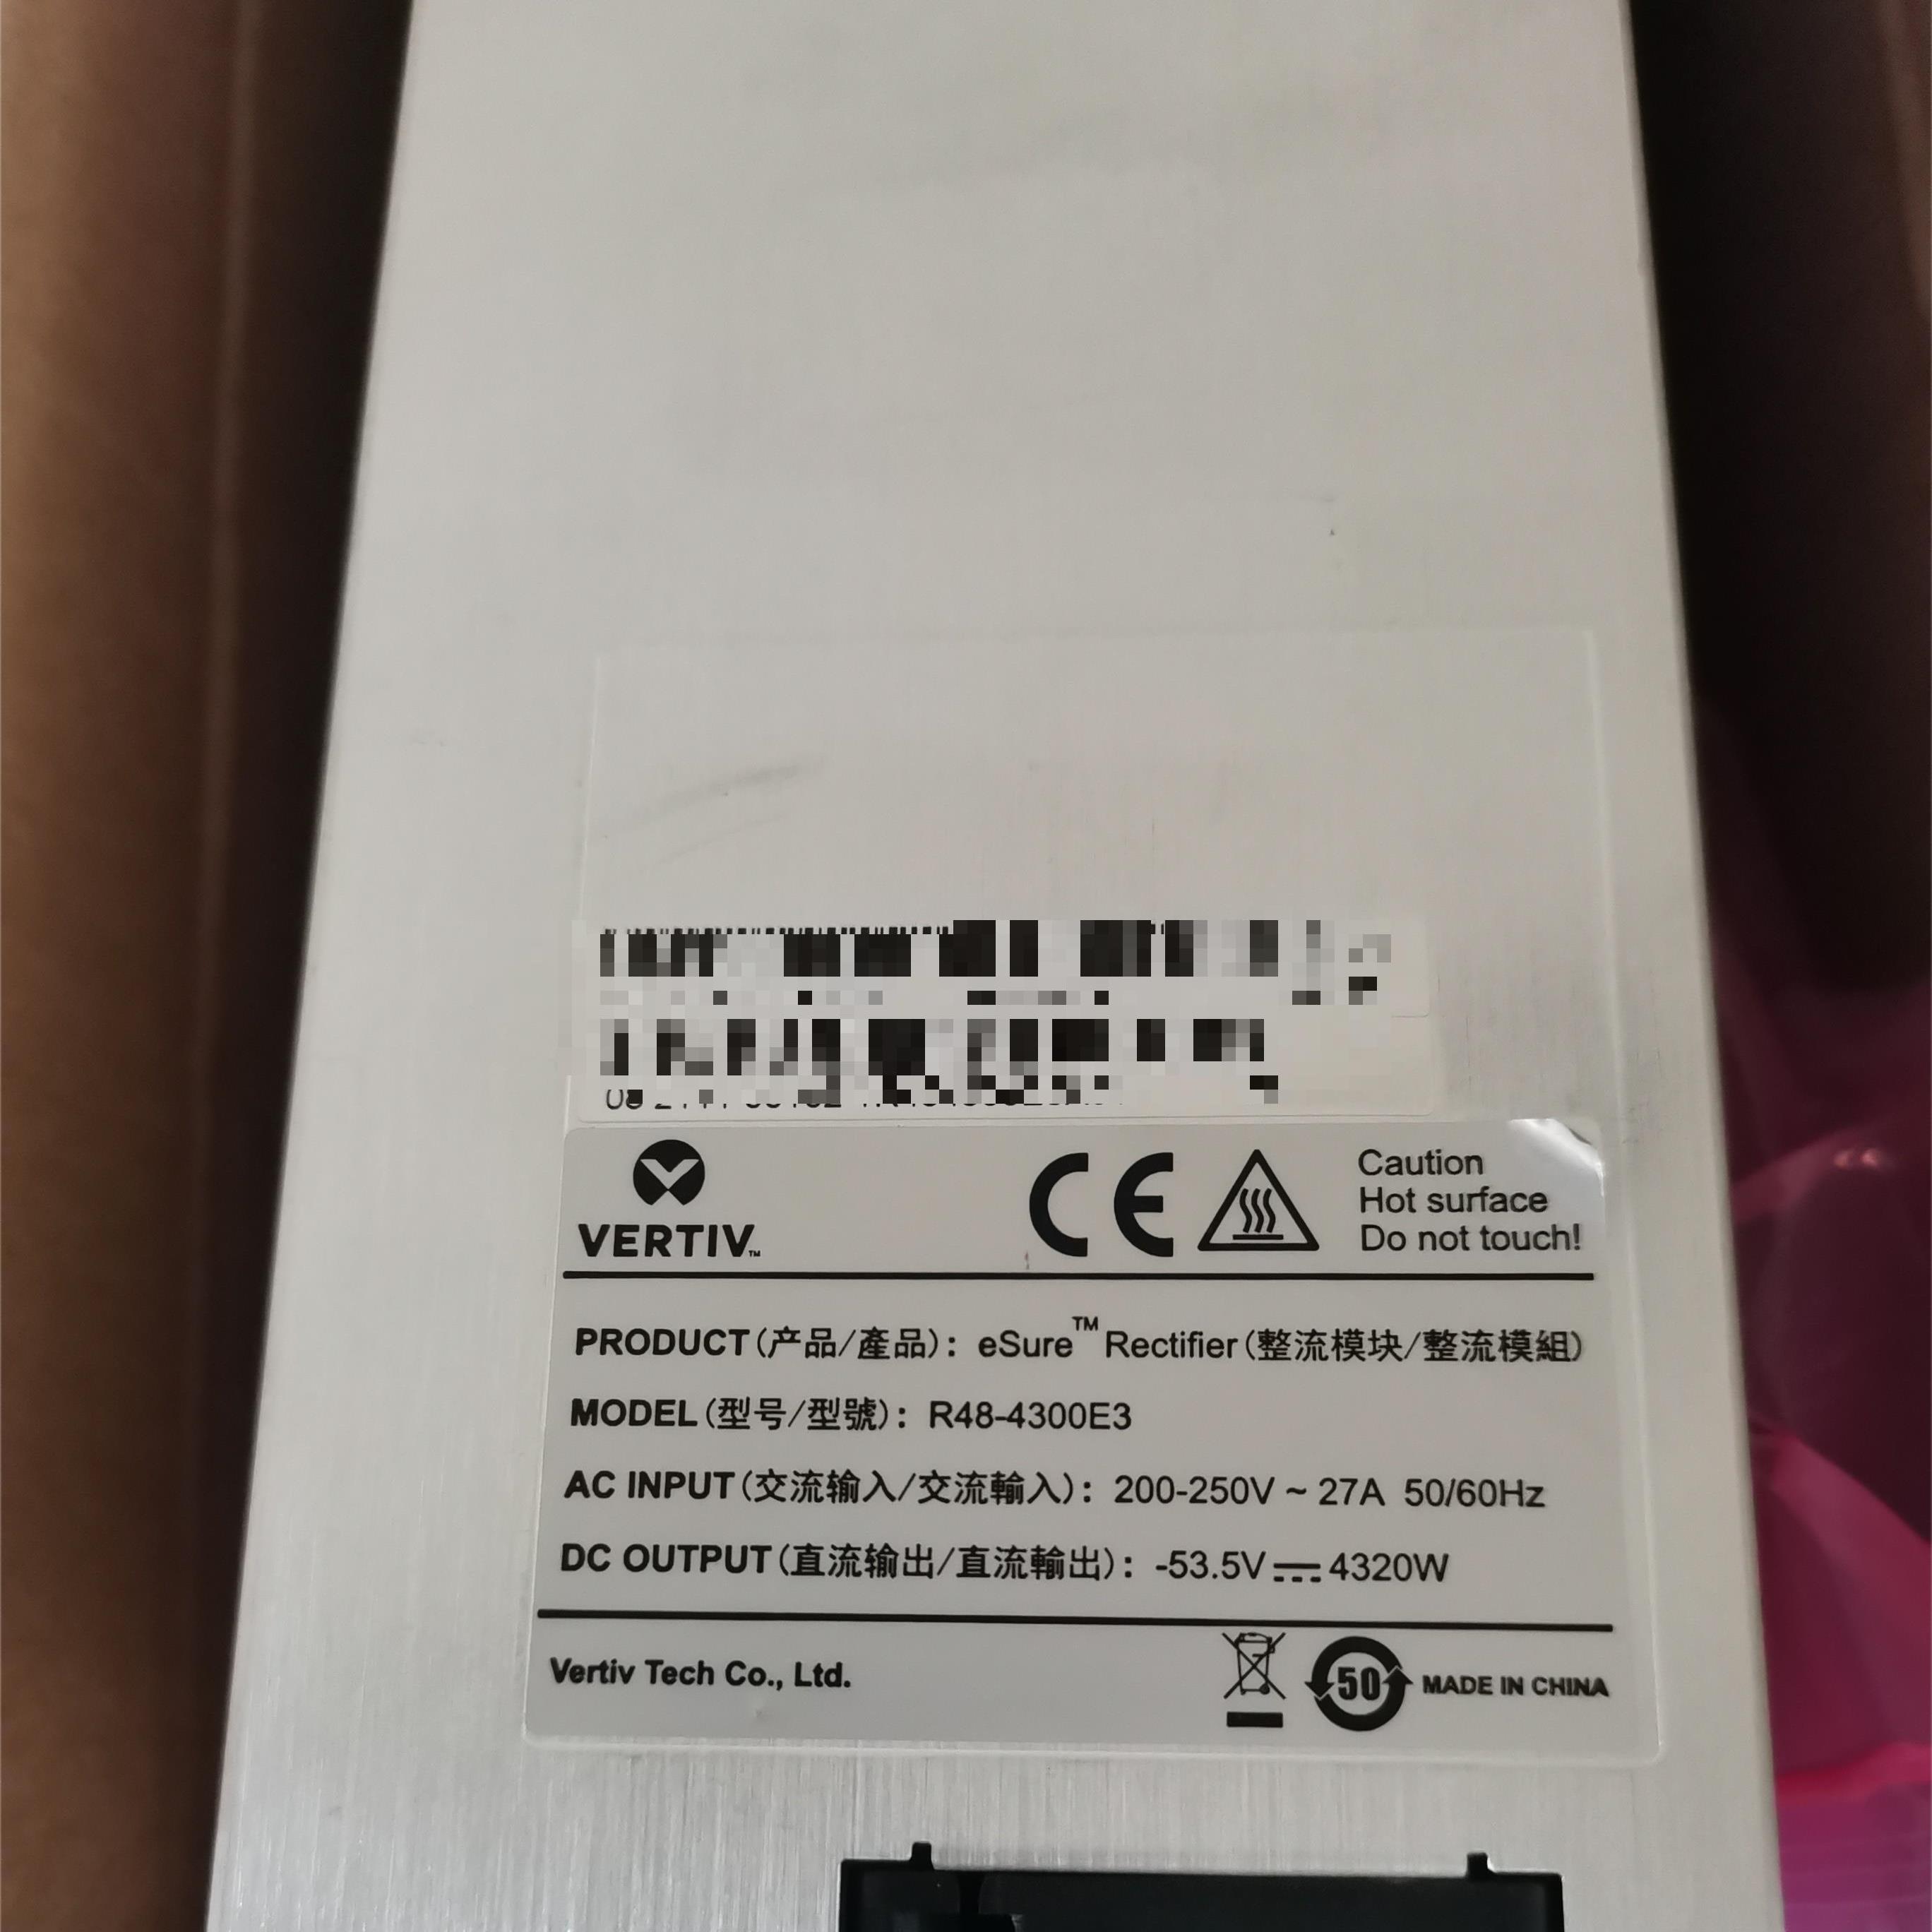 VERTIV™
CE
Caution
Hot surface
Do not touch!
PRODUCT(产品/產品): eSure™ Rectifier(整流模块/整流模組)
MODEL(型号/型號): R48-4300E3
AC INPUT(交流输入/交流輸入): 200-250V ~ 27A 50/60Hz
DC OUTPUT(直流输出/直流輸出): -53.5V⎓4320W
Vertiv Tech Co., Ltd.
50
MADE IN CHINA